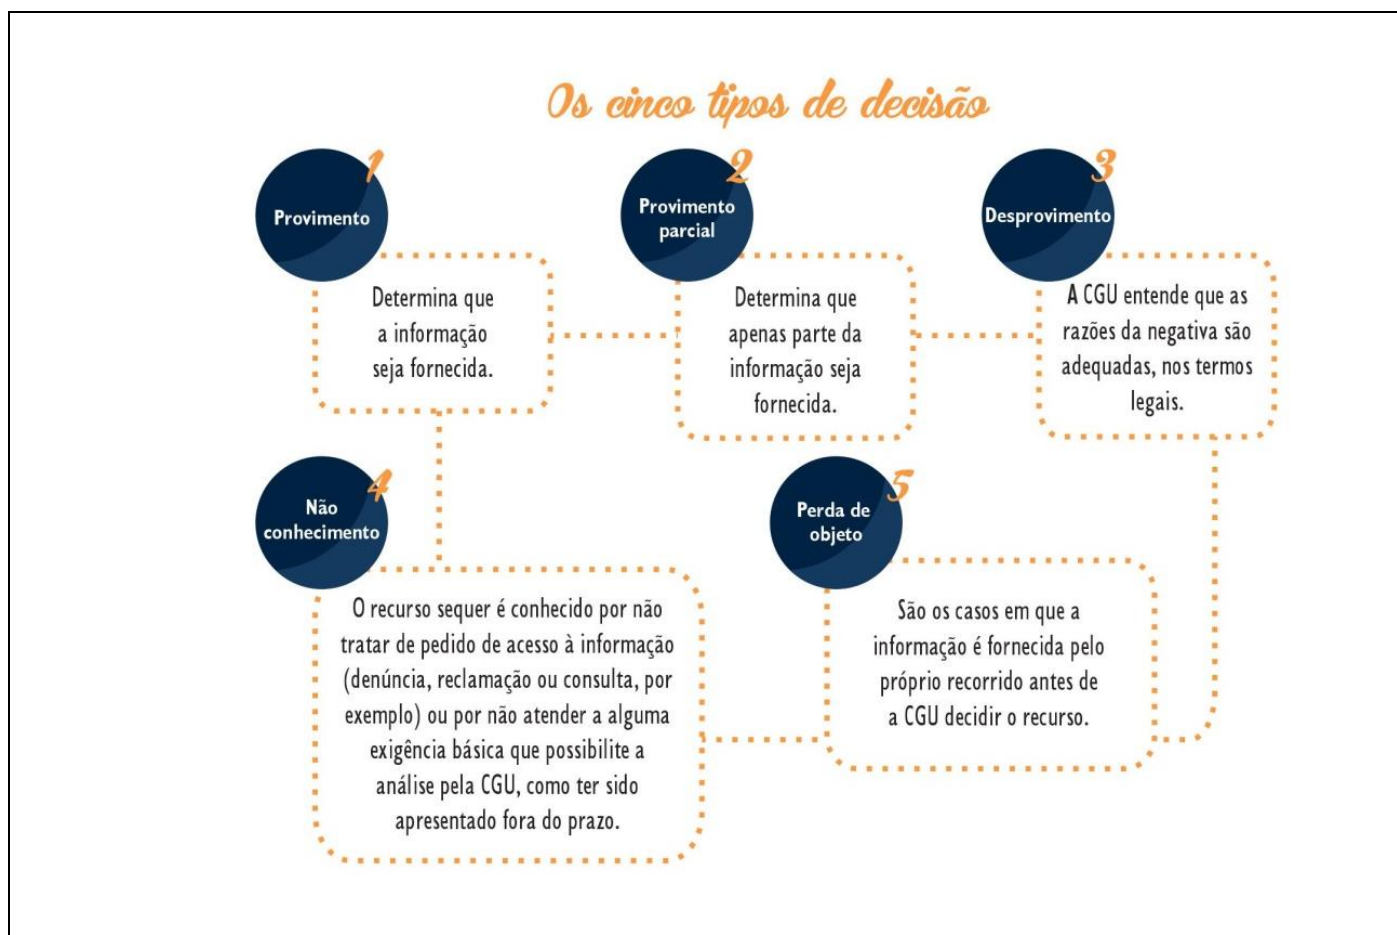 Os cinco tipos de decisão
1
Provimento
Determina que
a informação
seja fornecida.
2
Provimento
parcial
Determina que
apenas parte da
informação seja
fornecida.
3
Desprovimento
A CGU entende que as
razões da negativa são
adequadas, nos termos
legais.
4
Não
conhecimento
O recurso sequer é conhecido por não
tratar de pedido de acesso à informação
(denúncia, reclamação ou consulta, por
exemplo) ou por não atender a alguma
exigência básica que possibilite a
análise pela CGU, como ter sido
apresentado fora do prazo.
5
Perda de
objeto
São os casos em que a
informação é fornecida pelo
próprio recorrido antes de
a CGU decidir o recurso.